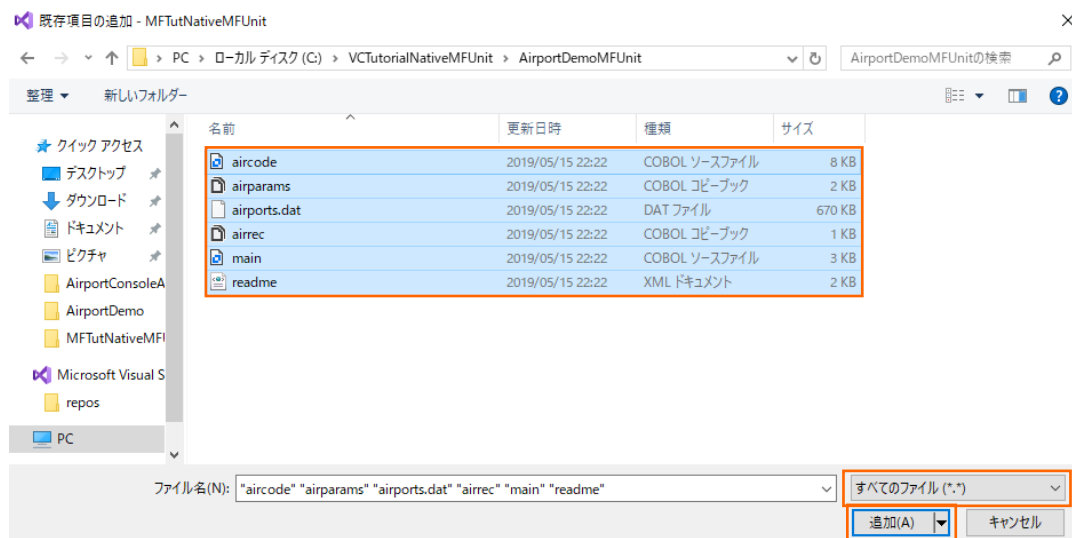 既存項目の追加 - MFTutNativeMFUnit
PC > ローカル ディスク (C:) > VCTutorialNativeMFUnit > AirportDemoMFUnit
AirportDemoMFUnitの検索
整理 新しいフォルダー
名前 更新日時 種類 サイズ
クイック アクセス
aircode 2019/05/15 22:22 COBOL ソースファイル 8 KB
デスクトップ
airparams 2019/05/15 22:22 COBOL コピーブック 2 KB
ダウンロード
airports.dat 2019/05/15 22:22 DAT ファイル 670 KB
ドキュメント
airrec 2019/05/15 22:22 COBOL コピーブック 1 KB
ピクチャ
main 2019/05/15 22:22 COBOL ソースファイル 3 KB
AirportConsoleA
readme 2019/05/15 22:22 XML ドキュメント 2 KB
AirportDemo
MFTutNativeMF
Microsoft Visual S
repos
PC
ファイル名(N): "aircode" "airparams" "airports.dat" "airrec" "main" "readme"
すべてのファイル (*.*)
追加(A) キャンセル